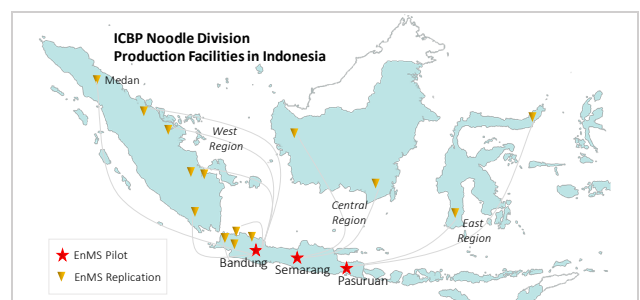 ICBP Noodle Division
Production Facilities in Indonesia
Medan
West
Region
Central
Region
East
Region
Bandung
Semarang
Pasuruan
EnMS Pilot
EnMS Replication